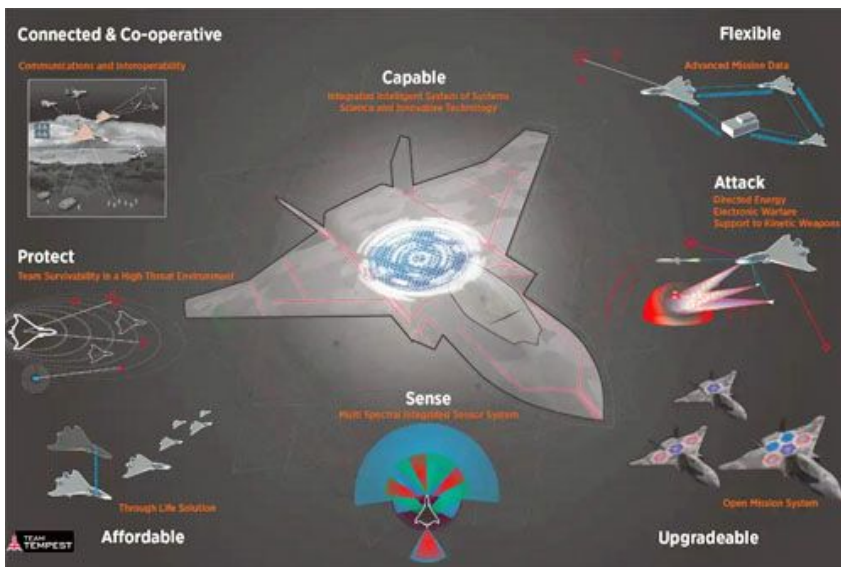 Connected & Co-operative
Communications and Interoperability
Capable
Integrated Intelligent System of Systems
Science and Innovative Technology
Flexible
Advanced Mission Data
Attack
Directed Energy
Electronic Warfare
Support to Kinetic Weapons
Protect
Team Survivability in a High Threat Environment
Sense
Multi Spectral Integrated Sensor System
Through Life Solution
Affordable
Open Mission System
Upgradeable
TEAM
TEMPEST